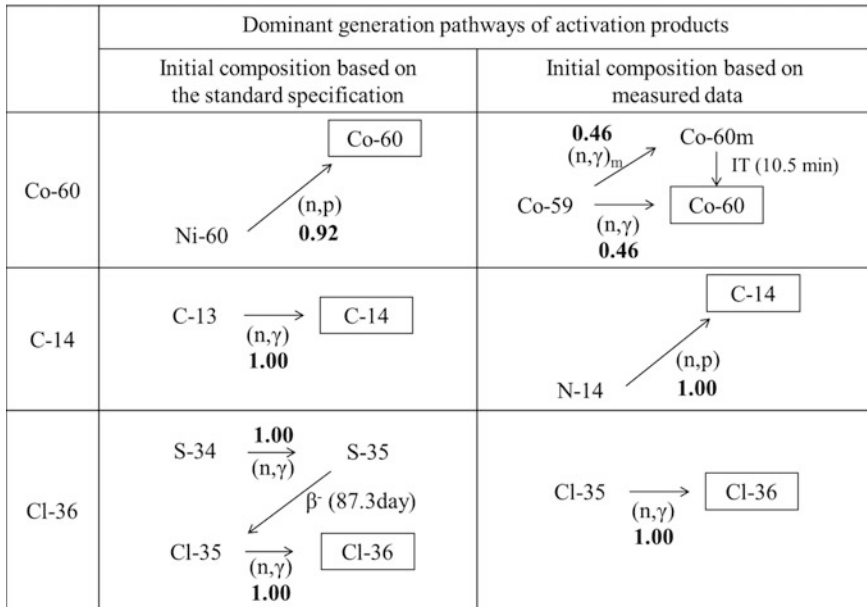 Dominant generation pathways of activation products
Initial composition based on
the standard specification
Initial composition based on
measured data
Co-60
Co-60
(n,p)
0.92
Ni-60
0.46
(n,γ)m
Co-60m
IT (10.5 min)
Co-59
(n,γ)
0.46
Co-60
C-14
C-13
(n,γ)
1.00
C-14
C-14
(n,p)
1.00
N-14
Cl-36
S-34
1.00
(n,γ)
S-35
β- (87.3day)
Cl-35
(n,γ)
1.00
Cl-36
Cl-35
(n,γ)
1.00
Cl-36